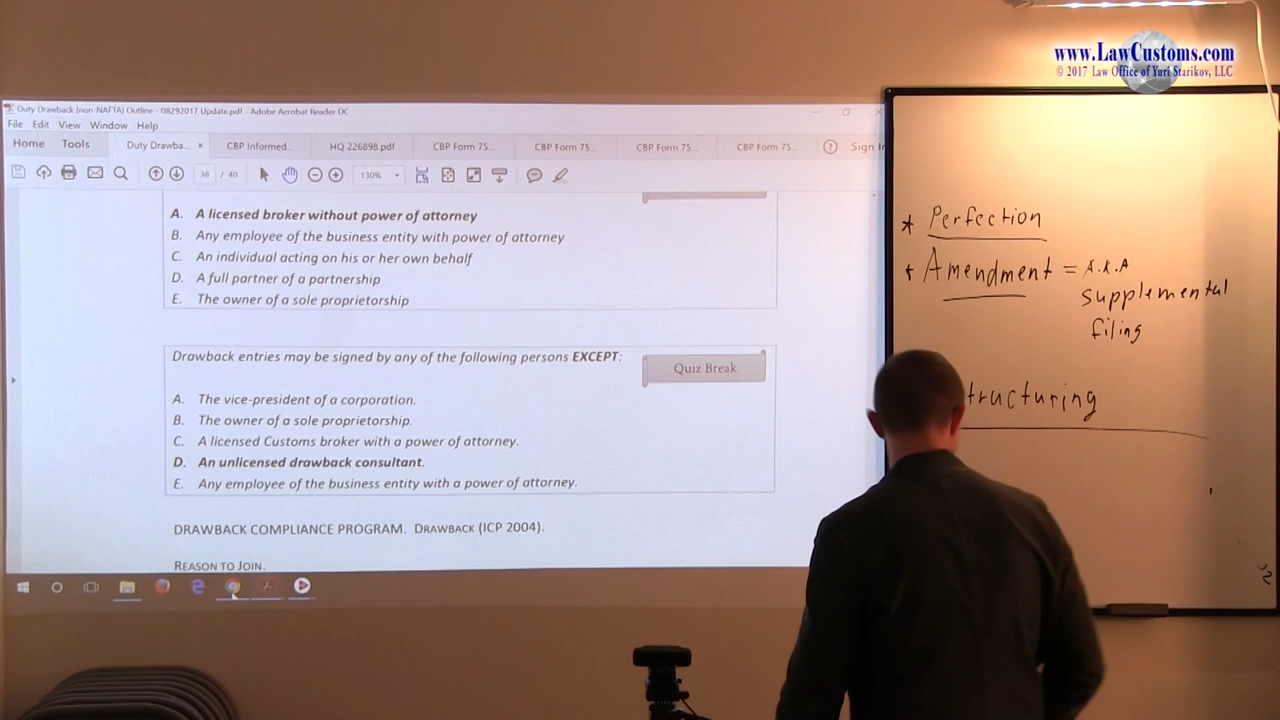 www.LawCustoms.com
© 2017 Law Office of Yuri Starikov, LLC
Duty Drawback (non-NAFTA) Outline - 08292017 Update.pdf - Adobe Acrobat Reader DC
File Edit View Window Help
Home Tools Duty Drawba... × CBP Informed... HQ 226898.pdf CBP Form 75... CBP Form 75... CBP Form 75... CBP Form 75... Sign In
38 / 40 130%
A. A licensed broker without power of attorney
B. Any employee of the business entity with power of attorney
C. An individual acting on his or her own behalf
D. A full partner of a partnership
E. The owner of a sole proprietorship
Drawback entries may be signed by any of the following persons EXCEPT:
Quiz Break
A. The vice-president of a corporation.
B. The owner of a sole proprietorship.
C. A licensed Customs broker with a power of attorney.
D. An unlicensed drawback consultant.
E. Any employee of the business entity with a power of attorney.
DRAWBACK COMPLIANCE PROGRAM. DRAWBACK (ICP 2004).
REASON TO JOIN.
* Perfection
* Amendment = A.K.A
supplemental
filing
tructuring